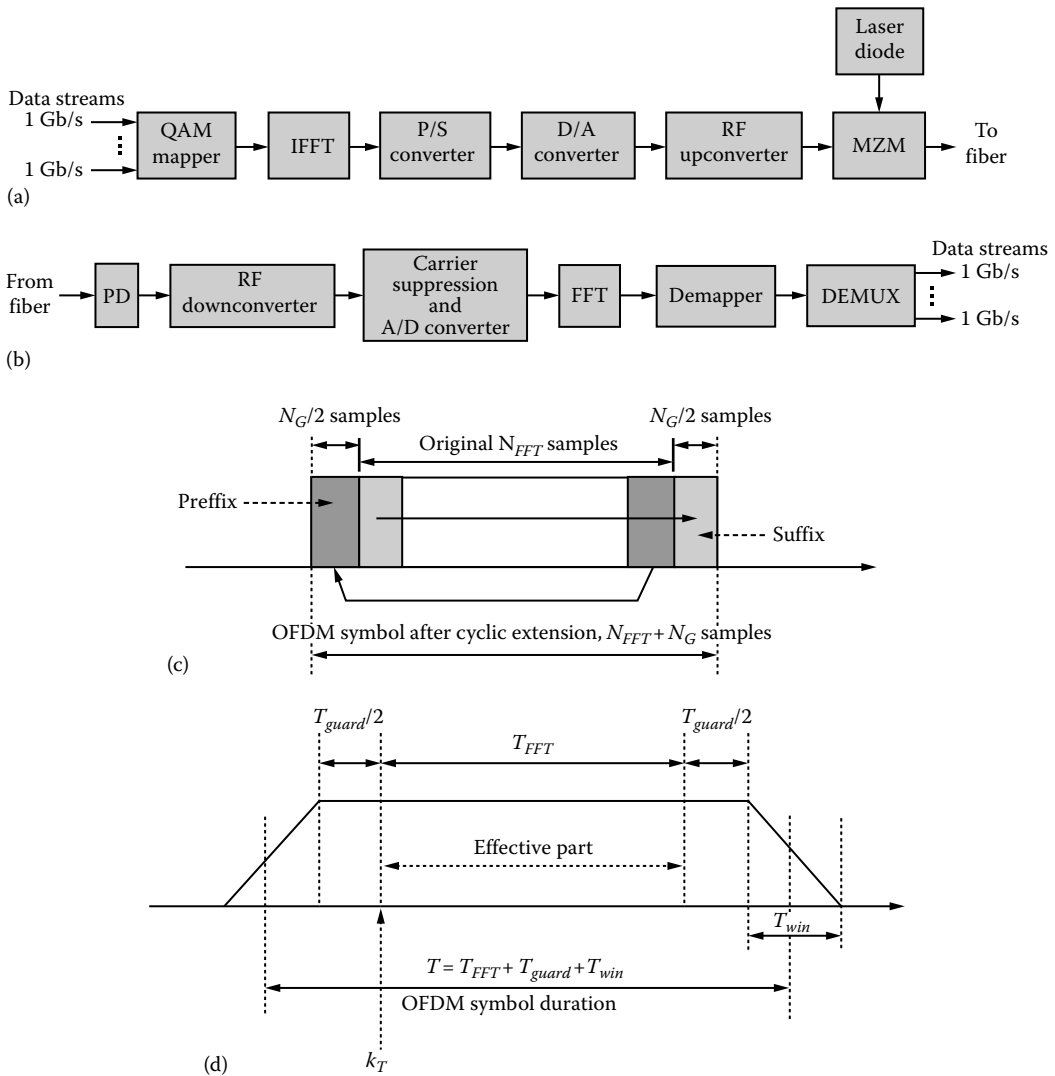 Laser
diode
Data streams
1 Gb/s
1 Gb/s
QAM
mapper
IFFT
P/S
converter
D/A
converter
RF
upconverter
MZM
To
fiber
(a)
From
fiber
PD
RF
downconverter
Carrier
suppression
and
A/D converter
FFT
Demapper
DEMUX
Data streams
1 Gb/s
1 Gb/s
(b)
N_G/2 samples
N_G/2 samples
Original N_FFT samples
Preffix
Suffix
OFDM symbol after cyclic extension, N_FFT + N_G samples
(c)
T_guard/2
T_guard/2
T_FFT
Effective part
T_win
T = T_FFT + T_guard + T_win
OFDM symbol duration
k_T
(d)